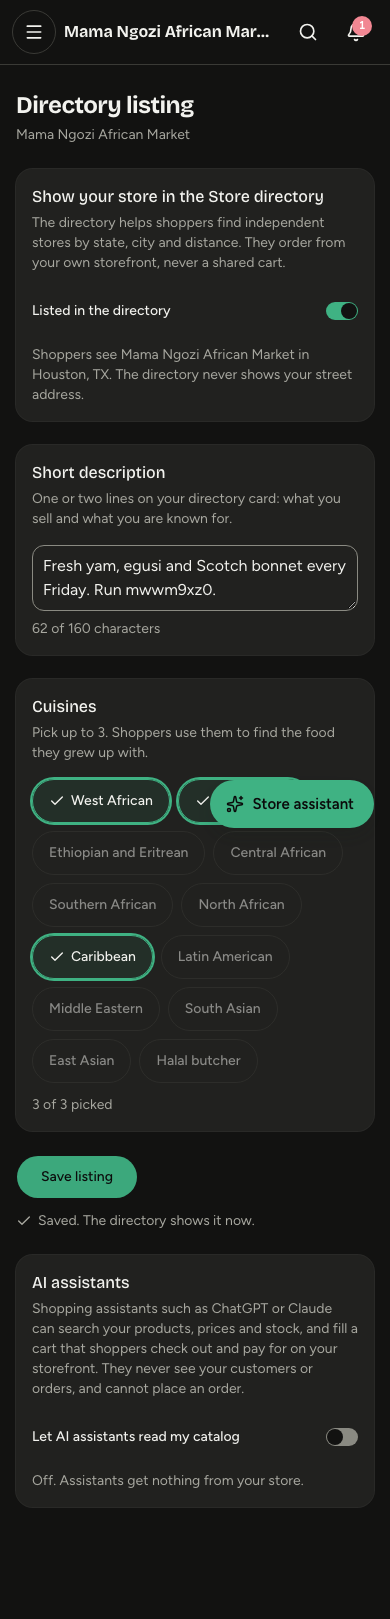 Mama Ngozi African Mar...
1
Directory listing
Mama Ngozi African Market
Show your store in the Store directory
The directory helps shoppers find independent
stores by state, city and distance. They order from
your own storefront, never a shared cart.
Listed in the directory
Shoppers see Mama Ngozi African Market in
Houston, TX. The directory never shows your street
address.
Short description
One or two lines on your directory card: what you
sell and what you are known for.
Fresh yam, egusi and Scotch bonnet every
Friday. Run mwwm9xz0.
62 of 160 characters
Cuisines
Pick up to 3. Shoppers use them to find the food
they grew up with.
West African
Store assistant
Ethiopian and Eritrean Central African
Southern African North African
Caribbean Latin American
Middle Eastern South Asian
East Asian Halal butcher
3 of 3 picked
Save listing
Saved. The directory shows it now.
AI assistants
Shopping assistants such as ChatGPT or Claude
can search your products, prices and stock, and fill a
cart that shoppers check out and pay for on your
storefront. They never see your customers or
orders, and cannot place an order.
Let AI assistants read my catalog
Off. Assistants get nothing from your store.